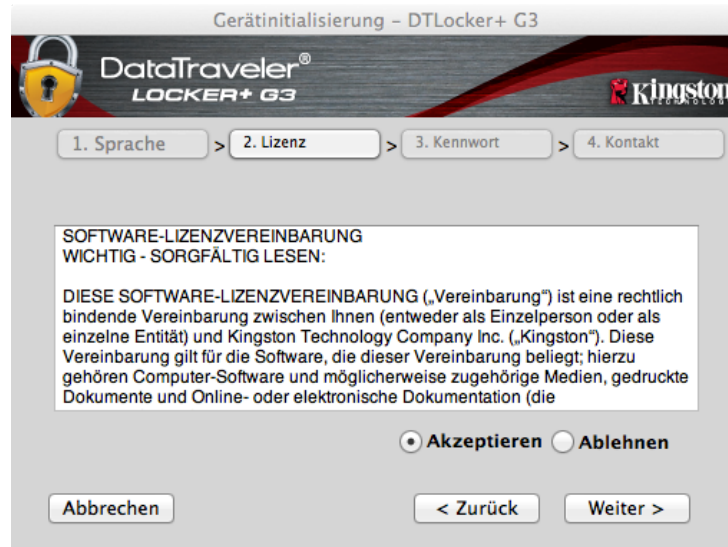 Gerätinitialisierung – DTLocker+ G3
DataTraveler®
LOCKER+ G3
Kingston
TECHNOLOGY
1. Sprache > 2. Lizenz > 3. Kennwort > 4. Kontakt
SOFTWARE-LIZENZVEREINBARUNG
WICHTIG - SORGFÄLTIG LESEN:
DIESE SOFTWARE-LIZENZVEREINBARUNG („Vereinbarung“) ist eine rechtlich
bindende Vereinbarung zwischen Ihnen (entweder als Einzelperson oder als
einzelne Entität) und Kingston Technology Company Inc. („Kingston“). Diese
Vereinbarung gilt für die Software, die dieser Vereinbarung beliegt; hierzu
gehören Computer-Software und möglicherweise zugehörige Medien, gedruckte
Dokumente und Online- oder elektronische Dokumentation (die
Akzeptieren Ablehnen
Abbrechen < Zurück Weiter >